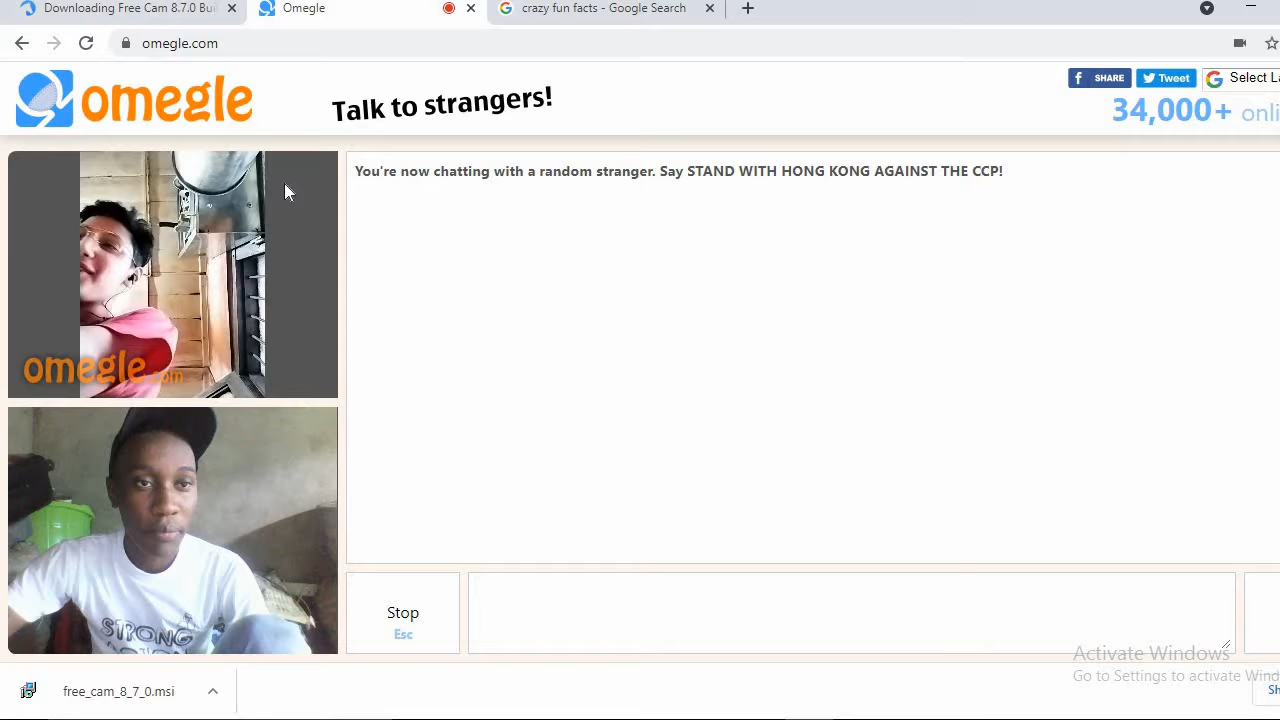 Downloading Free Cam 8.7.0 Bui
Omegle
crazy fun facts - Google Search
omegle.com
omegle
Talk to strangers!
SHARE
Tweet
Select La
34,000+ onli
You're now chatting with a random stranger. Say STAND WITH HONG KONG AGAINST THE CCP!
omegle.com
STRONG
Stop
Esc
Activate Windows
Go to Settings to activate Wind
free_cam_8_7_0.msi
Sh